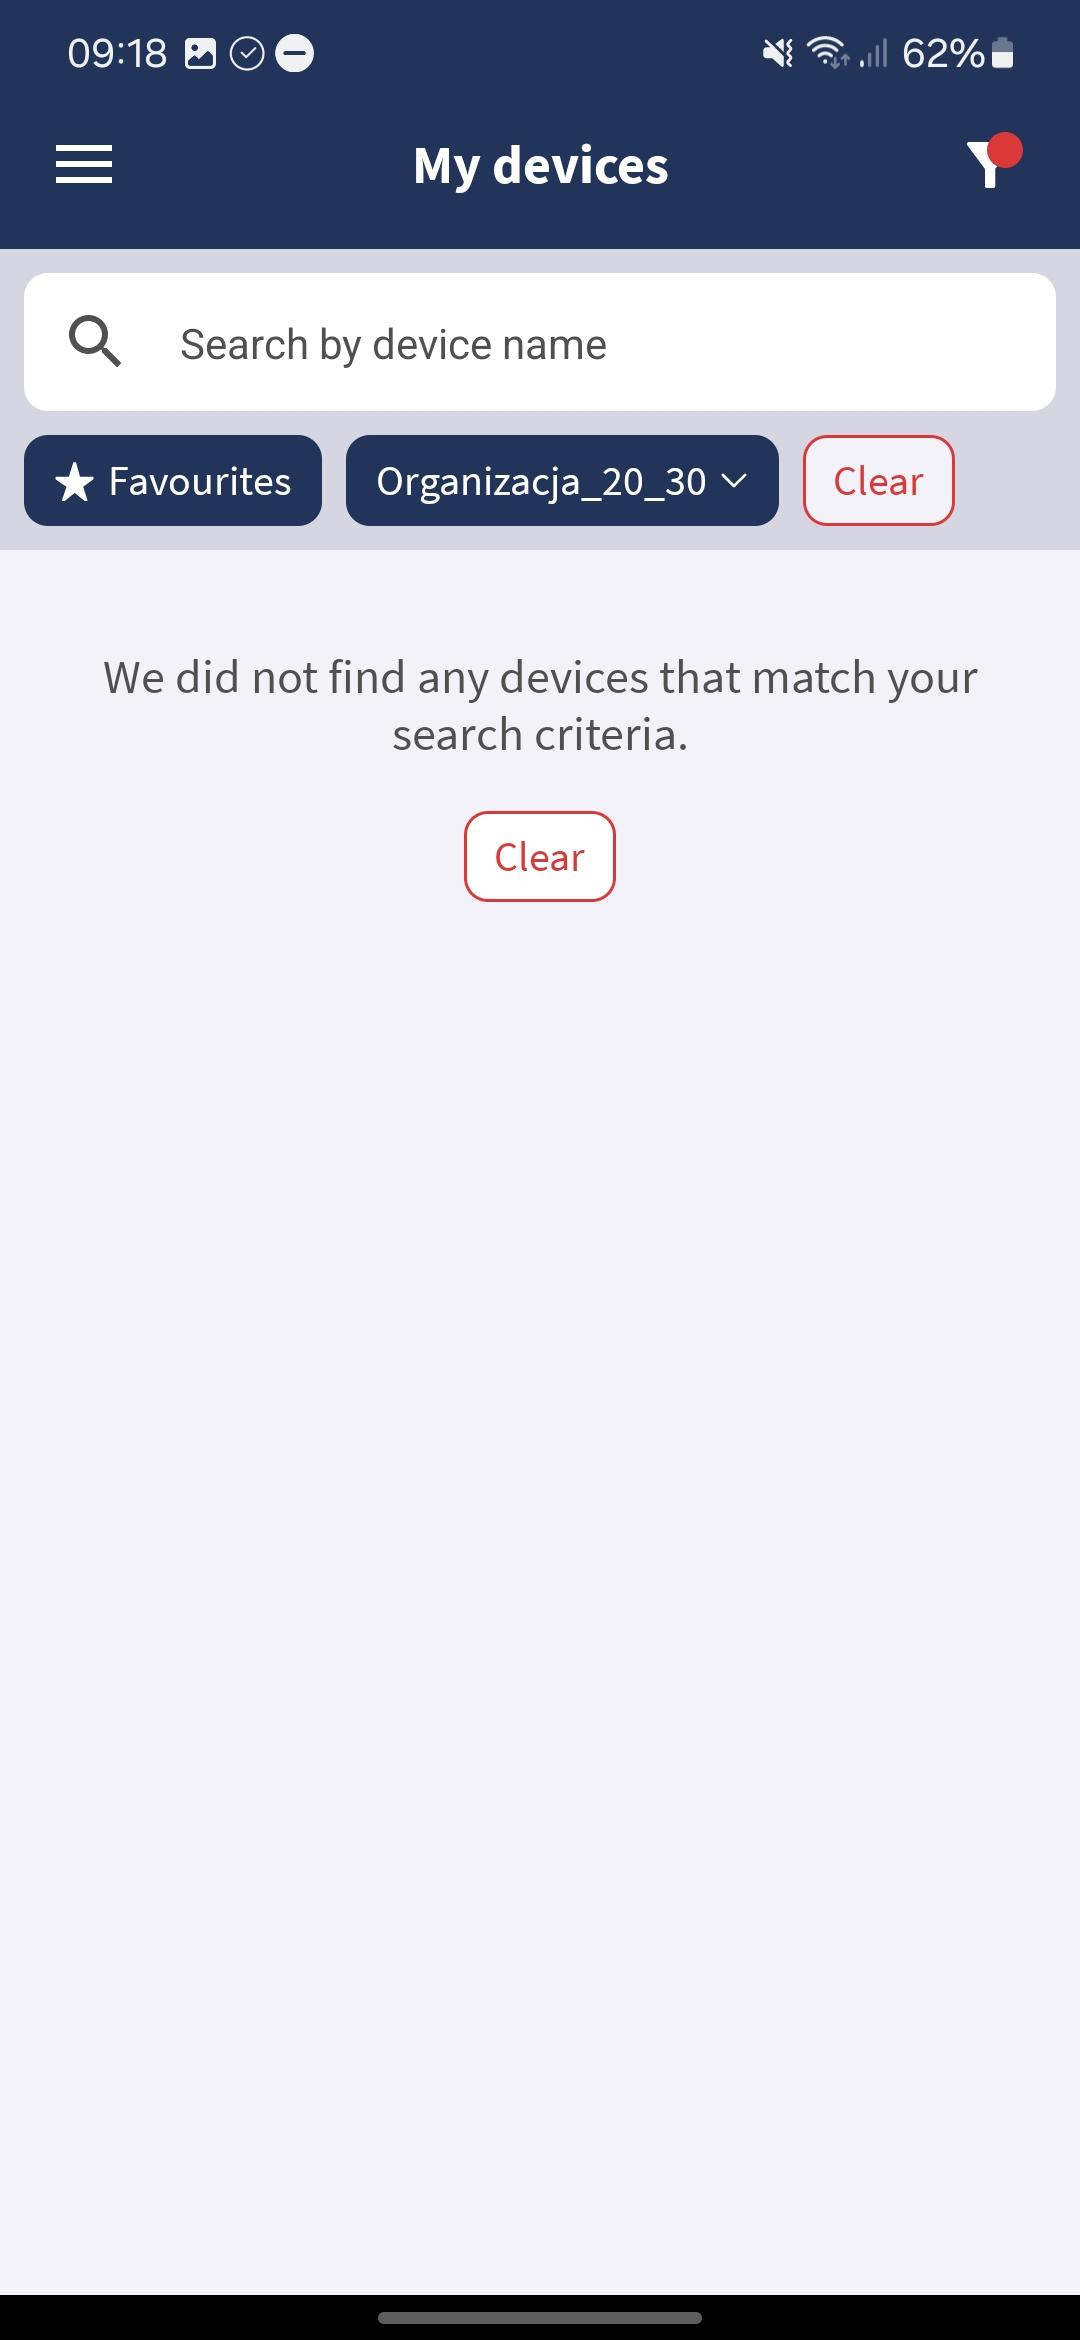 09:18
62%
My devices
Search by device name
Favourites
Organizacja_20_30
Clear
We did not find any devices that match your
search criteria.
Clear